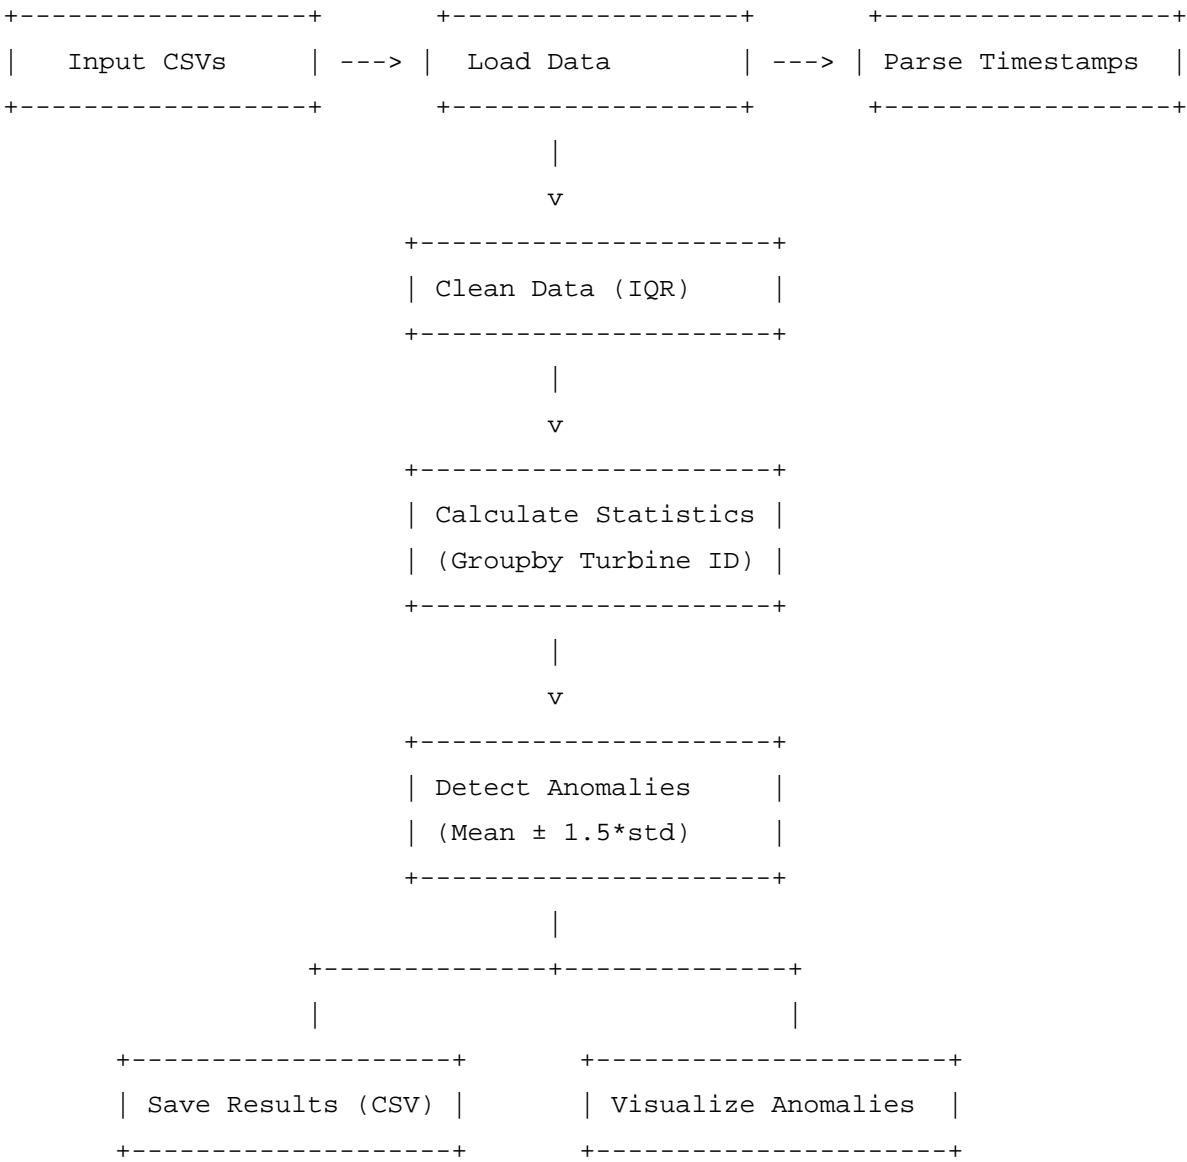 +------------------+       +------------------+       +------------------+
|   Input CSVs     | ---> |  Load Data        | ---> | Parse Timestamps  |
+------------------+       +------------------+       +------------------+
                                  |
                                  v
                         +----------------------+
                         | Clean Data (IQR)     |
                         +----------------------+
                                  |
                                  v
                         +----------------------+
                         | Calculate Statistics |
                         | (Groupby Turbine ID) |
                         +----------------------+
                                  |
                                  v
                         +----------------------+
                         | Detect Anomalies     |
                         | (Mean ± 1.5*std)     |
                         +----------------------+
                                  |
                   +--------------+--------------+
                   |                             |
       +--------------------+       +----------------------+
       | Save Results (CSV) |       | Visualize Anomalies  |
       +--------------------+       +----------------------+